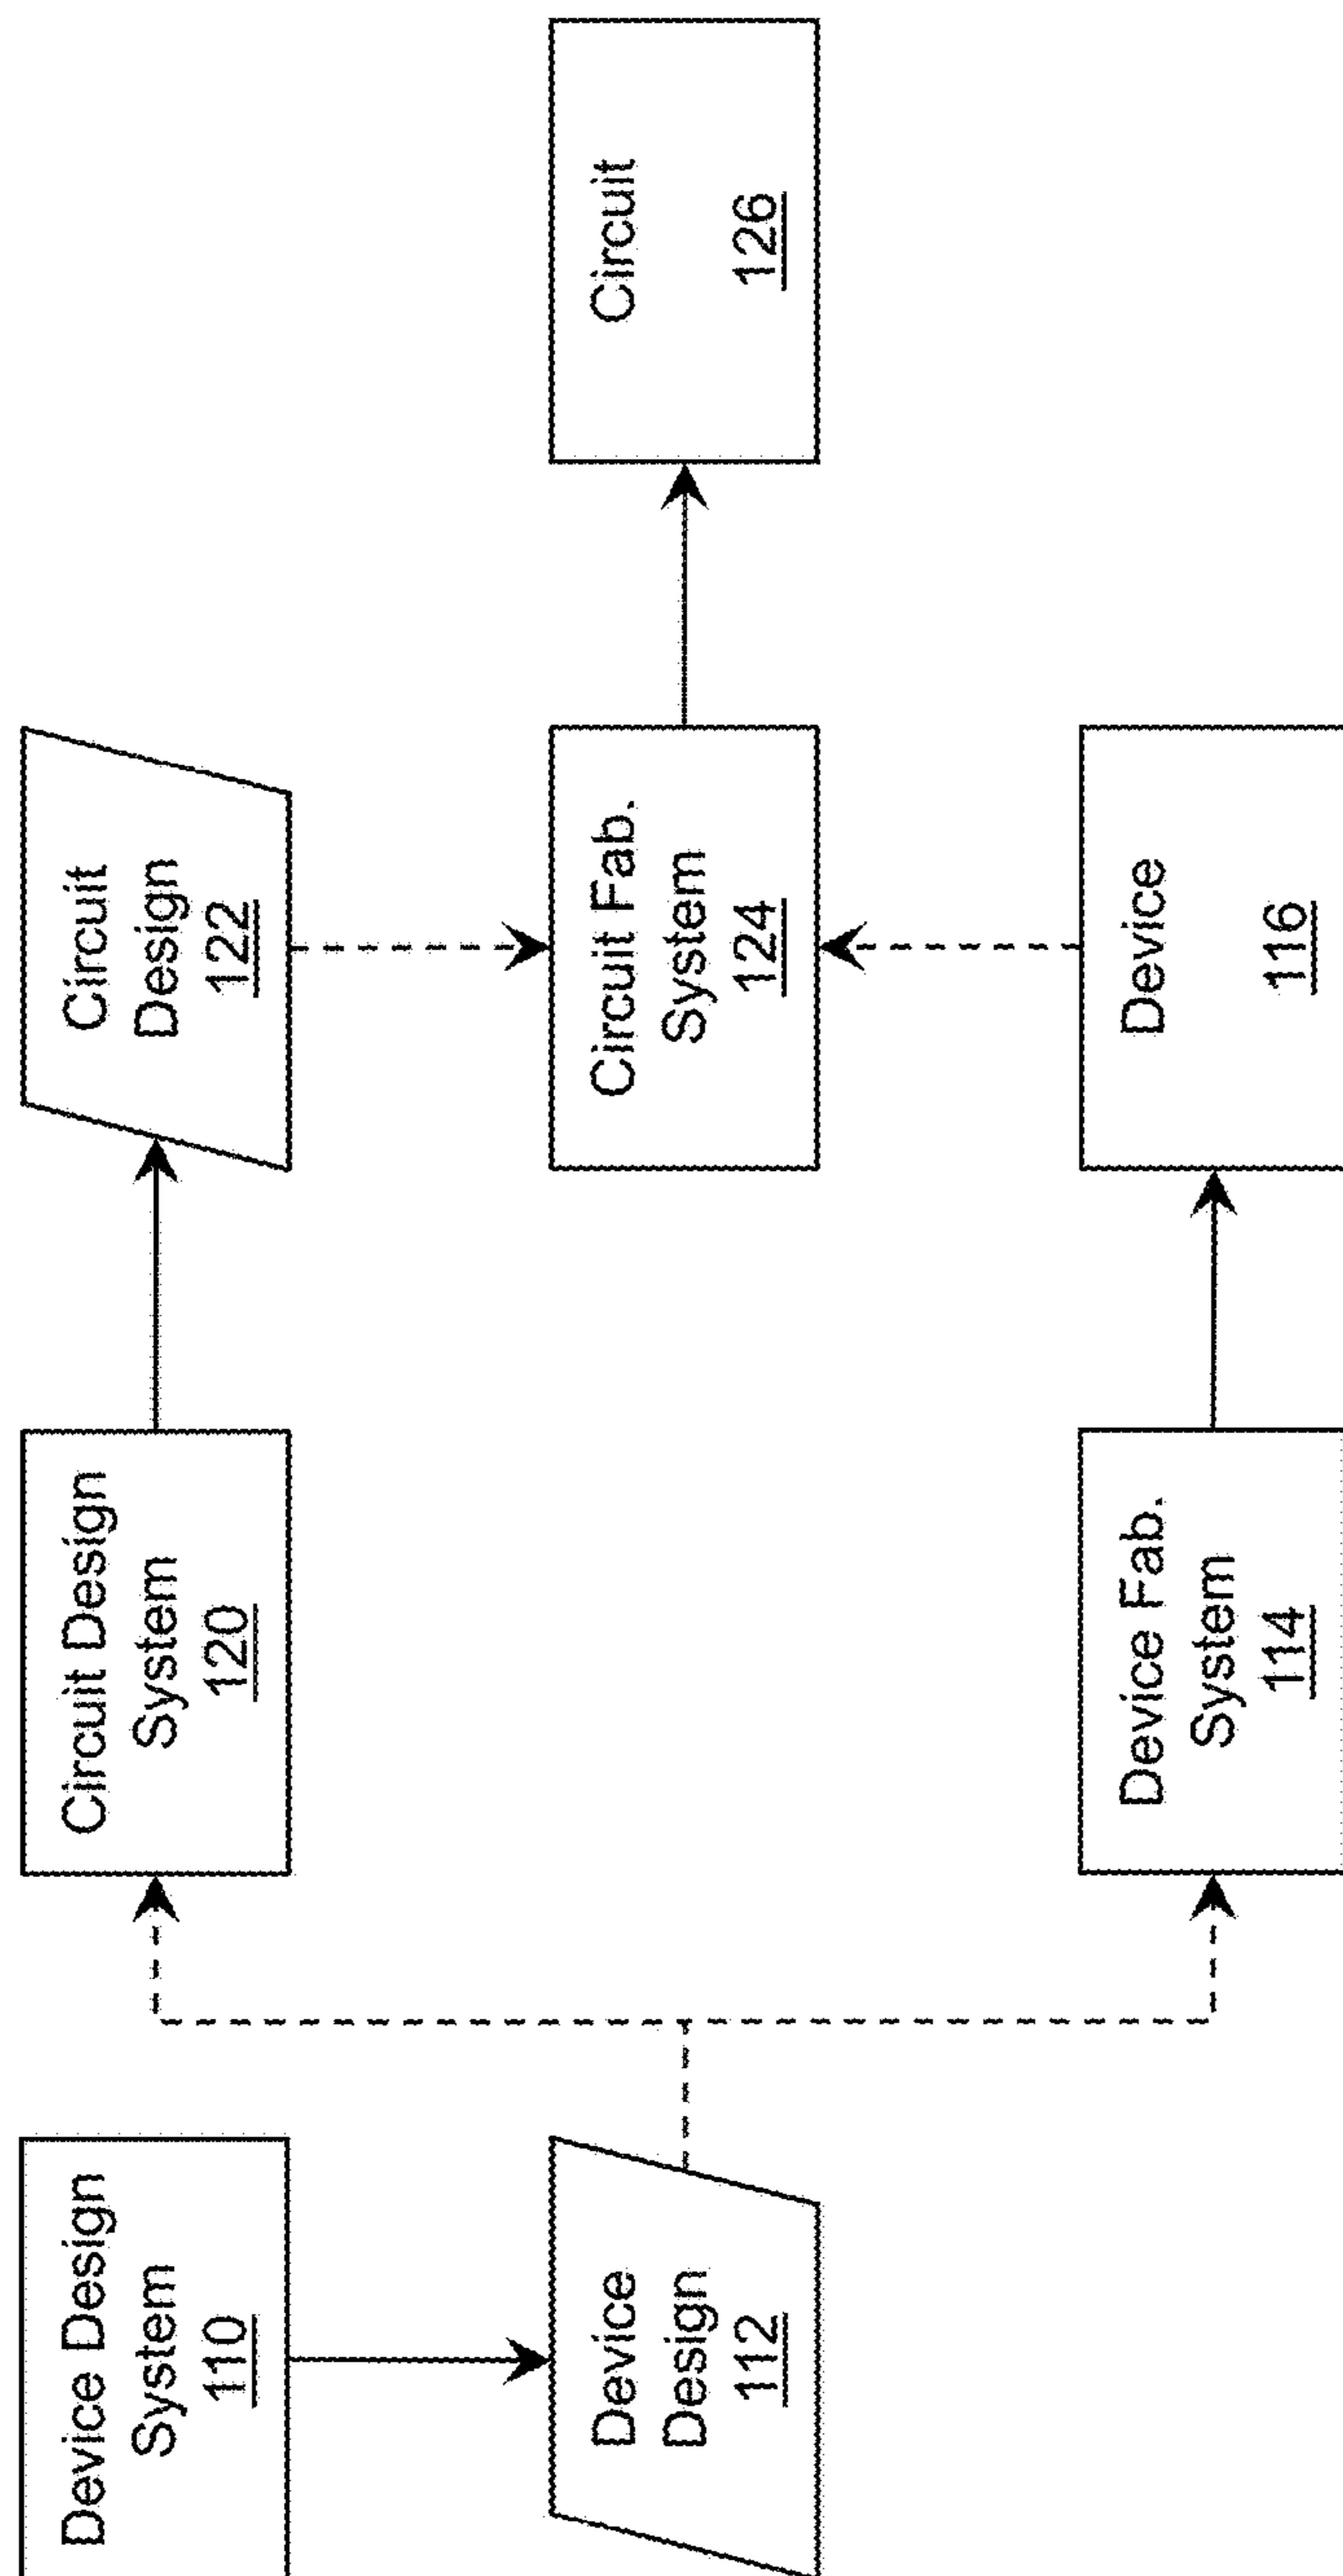 Device Design
System
110
Circuit Design
System
120
Circuit
Design
122
Device
Design
112
Circuit Fab.
System
124
Circuit
126
Device Fab.
System
114
Device
116